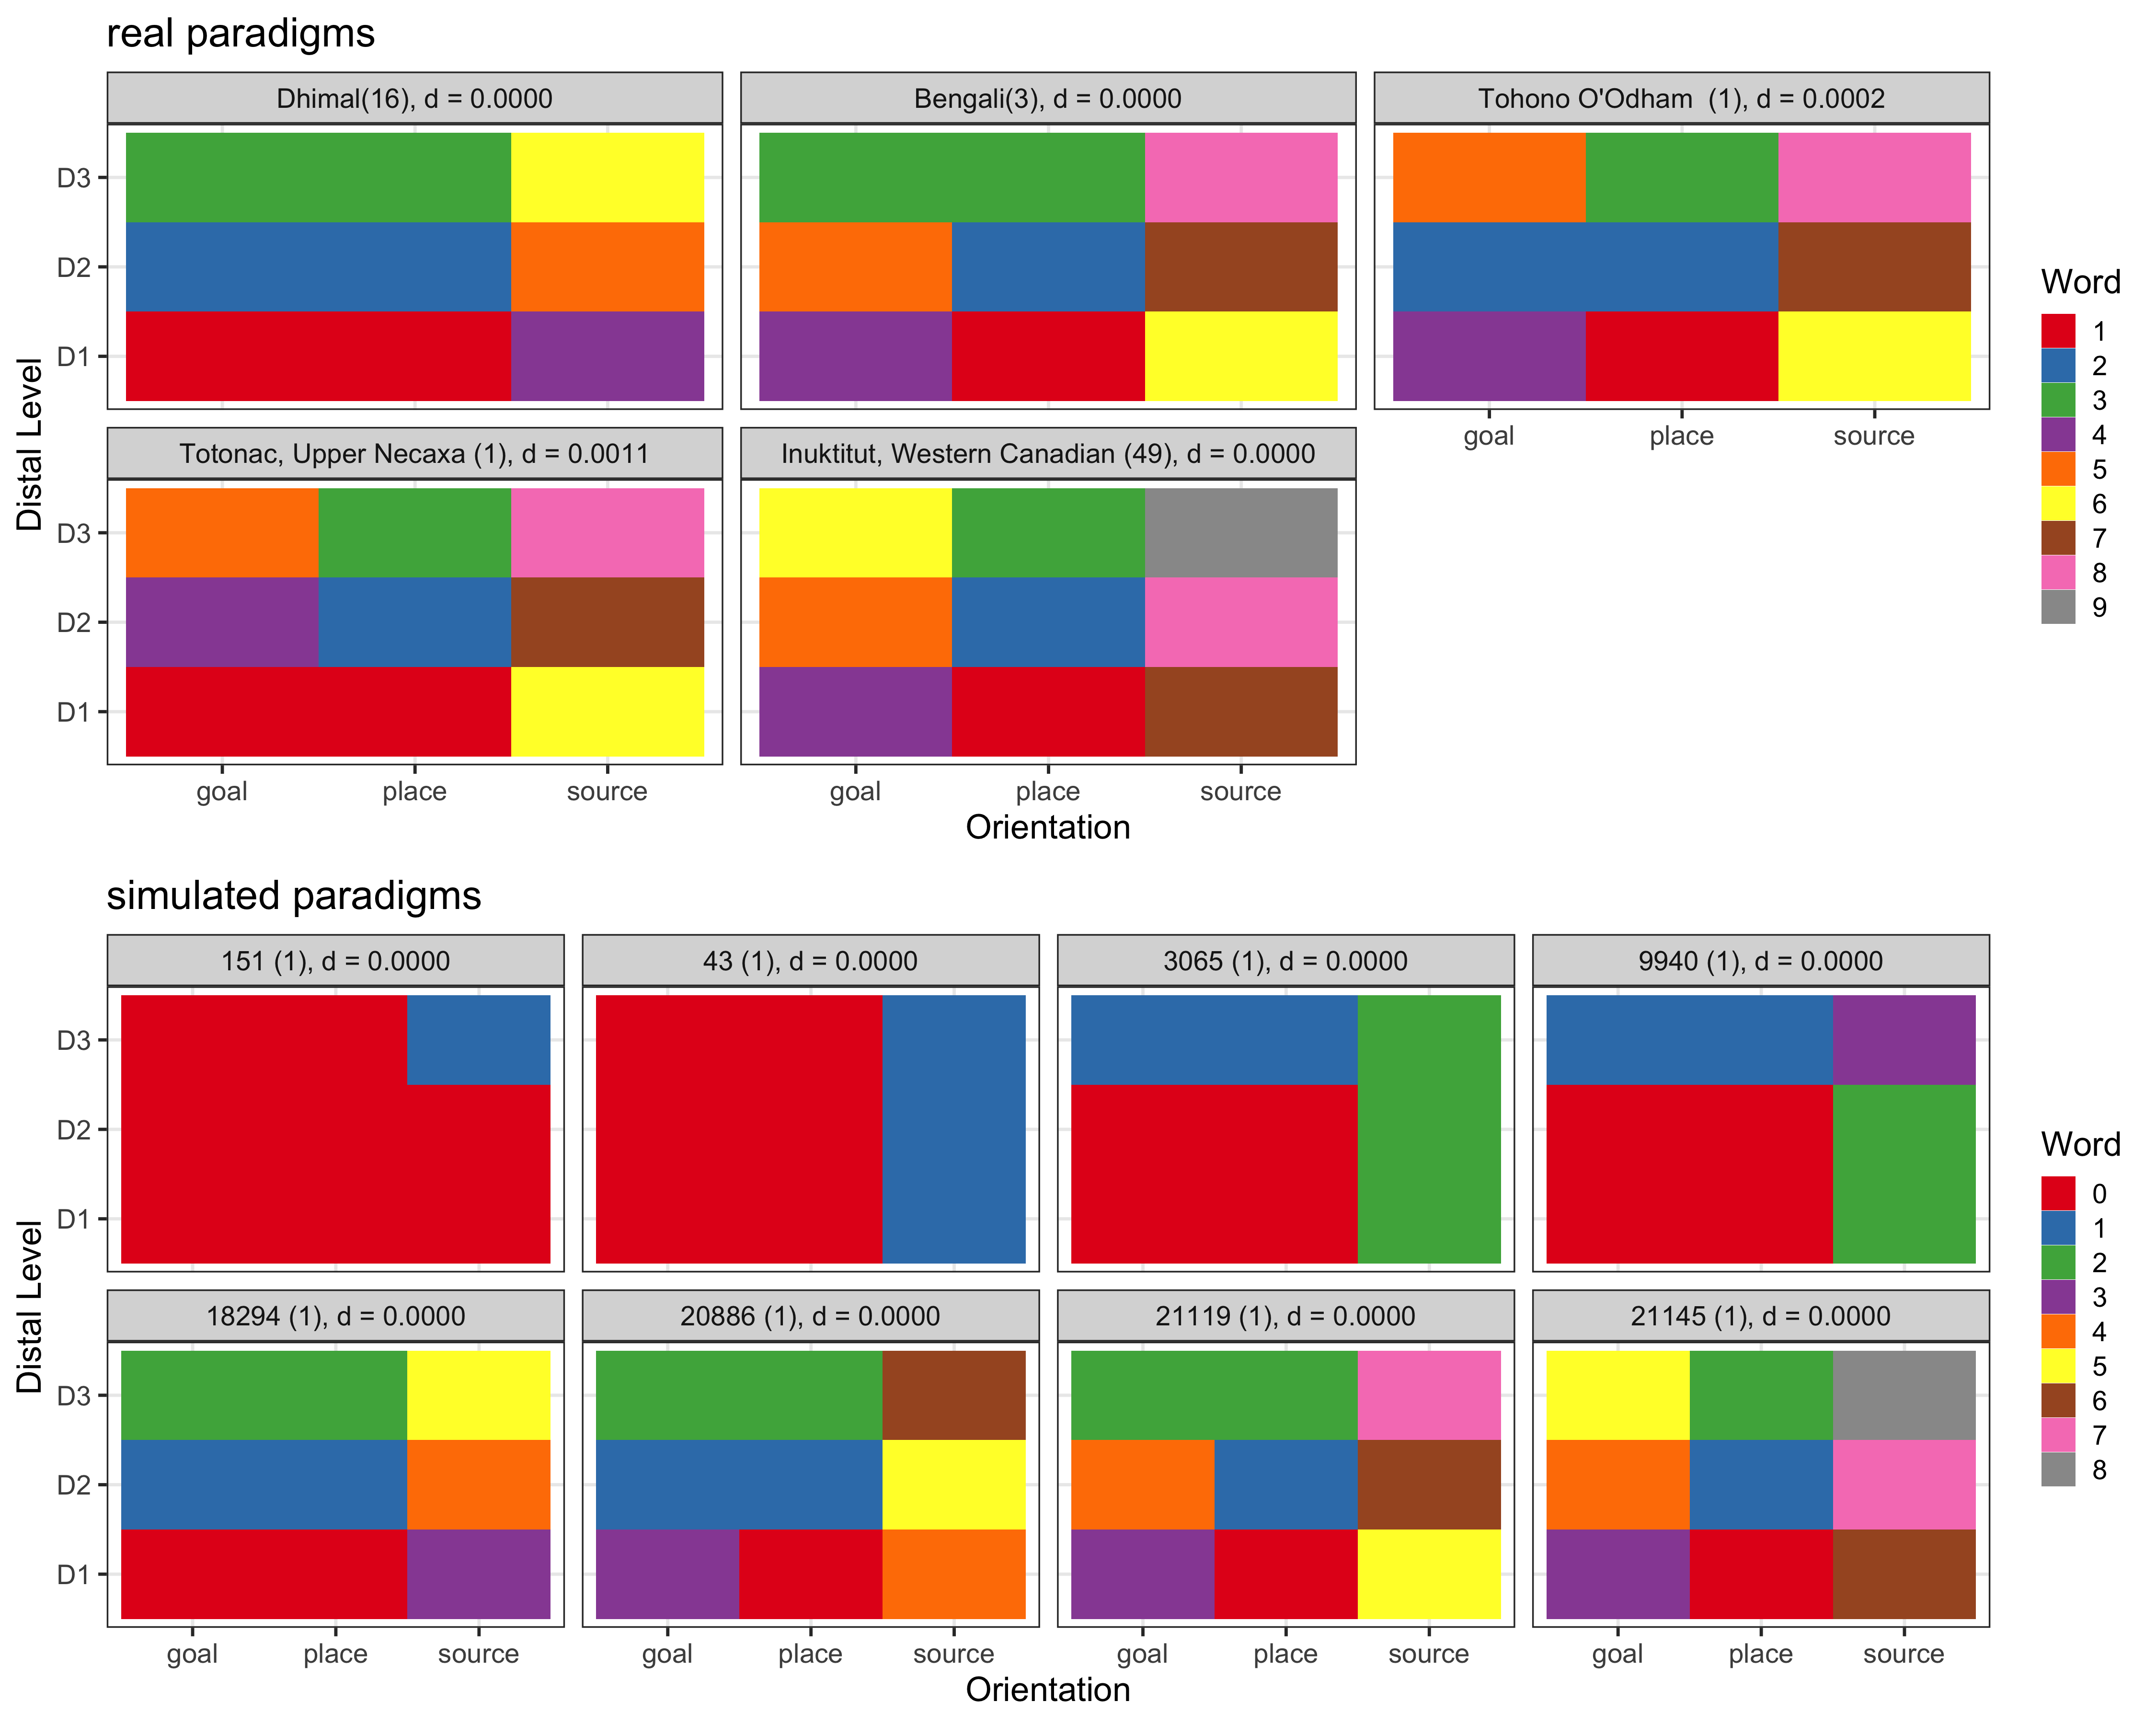 real paradigms
Dhimal(16), d = 0.0000
Bengali(3), d = 0.0000
Tohono O'Odham  (1), d = 0.0002
D3
D2
D1
goal
place
source
Totonac, Upper Necaxa (1), d = 0.0011
Inuktitut, Western Canadian (49), d = 0.0000
D3
D2
D1
goal
place
source
goal
place
source
Distal Level
Orientation
Word
1
2
3
4
5
6
7
8
9
simulated paradigms
151 (1), d = 0.0000
43 (1), d = 0.0000
3065 (1), d = 0.0000
9940 (1), d = 0.0000
D3
D2
D1
18294 (1), d = 0.0000
20886 (1), d = 0.0000
21119 (1), d = 0.0000
21145 (1), d = 0.0000
D3
D2
D1
goal
place
source
goal
place
source
goal
place
source
goal
place
source
Distal Level
Orientation
Word
0
1
2
3
4
5
6
7
8